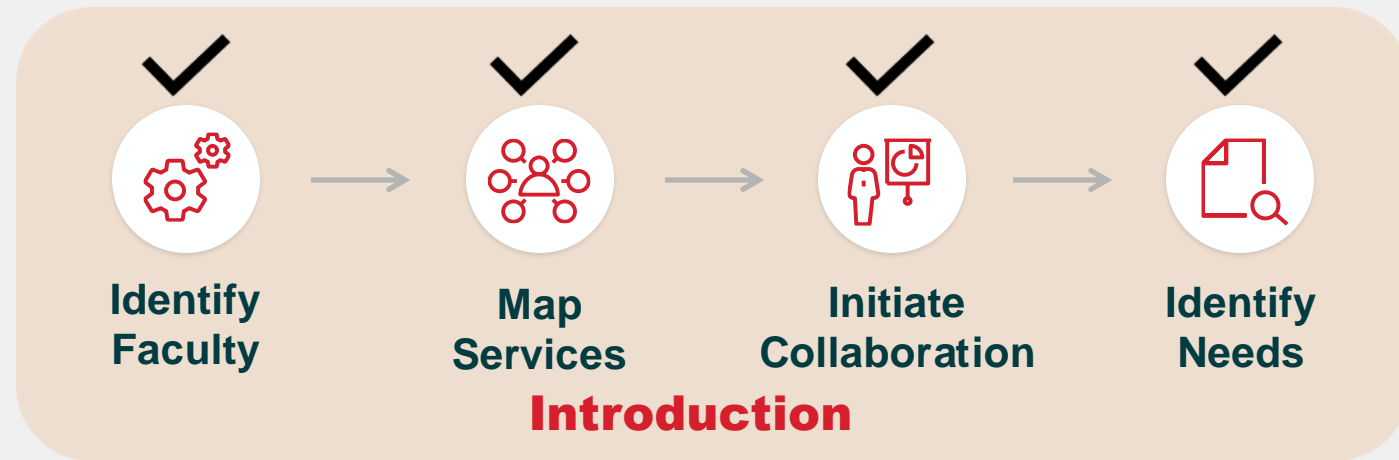 Identify
Faculty
Map
Services
Initiate
Collaboration
Identify
Needs
Introduction